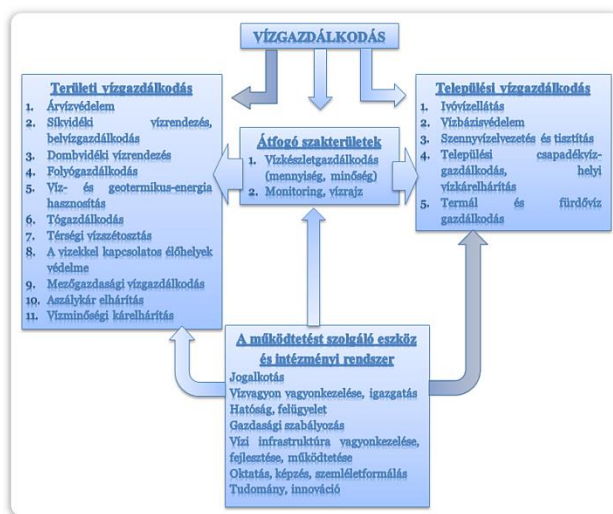 VÍZGAZDÁLKODÁS
Területi vízgazdálkodás
1. Árvízvédelem
2. Síkvidéki vízrendezés,
belvízgazdálkodás
3. Dombvidéki vízrendezés
4. Folyógazdálkodás
5. Víz- és geotermikus-energia
hasznosítás
6. Tógazdálkodás
7. Térségi vízszétosztás
8. A vizekkel kapcsolatos élőhelyek
védelme
9. Mezőgazdasági vízgazdálkodás
10. Aszálykár elhárítás
11. Vízminőségi kárelhárítás
Átfogó szakterületek
1. Vízkészletgazdálkodás
(mennyiség, minőség)
2. Monitoring, vízrajz
Települési vízgazdálkodás
1. Ivóvízellátás
2. Vízbázisvédelem
3. Szennyvízelvezetés és tisztítás
4. Települési csapadékvíz-
gazdálkodás, helyi
vízkárelhárítás
5. Termál és fürdővíz
gazdálkodás
A működtetést szolgáló eszköz
és intézményi rendszer
Jogalkotás
Vízvagyon vagyonkezelése, igazgatás
Hatóság, felügyelet
Gazdasági szabályozás
Vízi infrastruktúra vagyonkezelése,
fejlesztése, működtetése
Oktatás, képzés, szemléletformálás
Tudomány, innováció